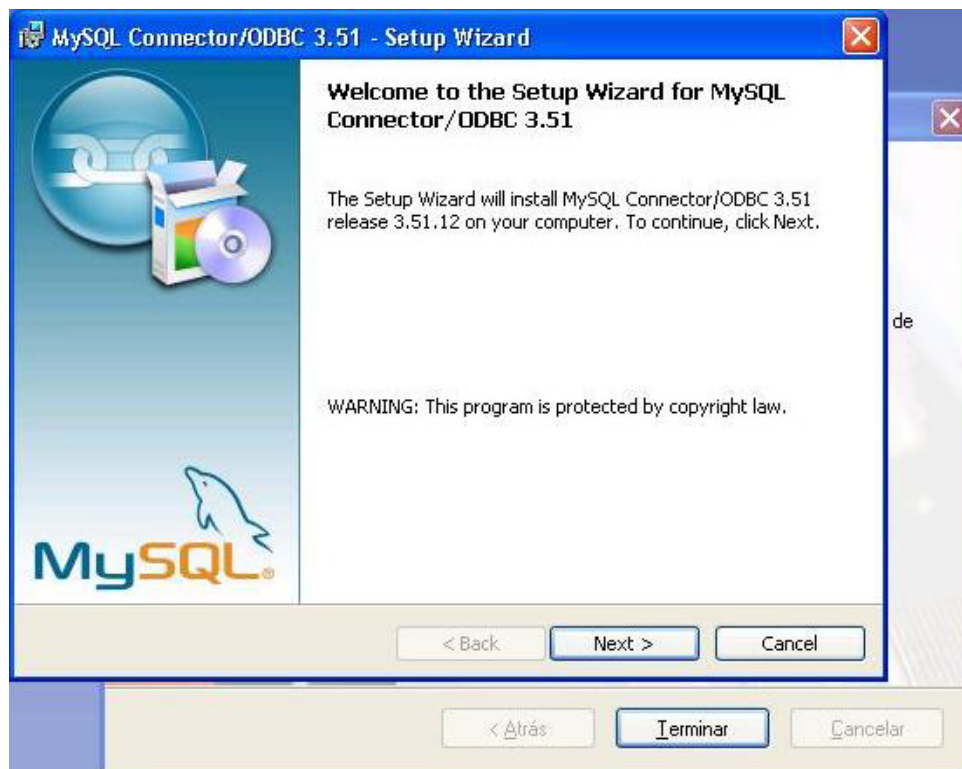 MySQL Connector/ODBC 3.51 - Setup Wizard
Welcome to the Setup Wizard for MySQL
Connector/ODBC 3.51
The Setup Wizard will install MySQL Connector/ODBC 3.51
release 3.51.12 on your computer. To continue, click Next.
de
WARNING: This program is protected by copyright law.
MySQL®
< Back
Next >
Cancel
< Atrás
Terminar
Cancelar